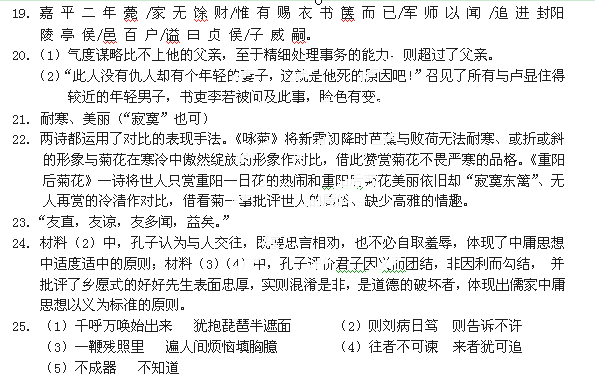 19. 嘉 平 二 年 薨 /家 无 馀 财/惟 有 赐 衣 书 箧 而 已/军 师 以 闻 /追 进 封阳
陵 亭 侯/邑 百 户/谥 曰 贞 侯/子 威 嗣。
20. （1）气度谋略比不上他的父亲，至于精细处理事务的能力，则超过了父亲。
（2）“此人没有仇人却有个年轻的妻子，这就是他死的原因吧！”召见了所有与卢显住得
较近的年轻男子，书吏李若被问及此事，脸色有变。
21. 耐寒、美丽（“寂寞”也可）
22. 两诗都运用了对比的表现手法。《咏菊》将新霜初降时芭蕉与败荷无法耐寒、或折或斜
的形象与菊花在寒冷中傲然绽放的形象作对比，借此赞赏菊花不畏严寒的品格。《重阳
后菊花》一诗将世人只赏重阳一日花的热闹和重阳后菊花美丽依旧却“寂寞东篱”、无
人再赏的冷清作对比，借看菊一事批评世人的 、缺少高雅的情趣。
23. “友直，友谅，友多闻，益矣。”
24. 材料（2）中，孔子认为与人交往，既要忠言相劝，也不必自取羞辱，体现了中庸思想
中适度适中的原则；材料（3）（4）中，孔子评价君子因义而团结，非因利而勾结， 并
批评了乡愿式的好好先生表面忠厚，实则混淆是非，是道德的破坏者，体现出儒家中庸
思想以义为标准的原则。
25. （1）千呼万唤始出来 犹抱琵琶半遮面 （2）则刘病日笃 则告诉不许
（3）一鞭残照里 遍人间烦恼填胸臆 （4）往者不可谏 来者犹可追
（5）不成器 不知道